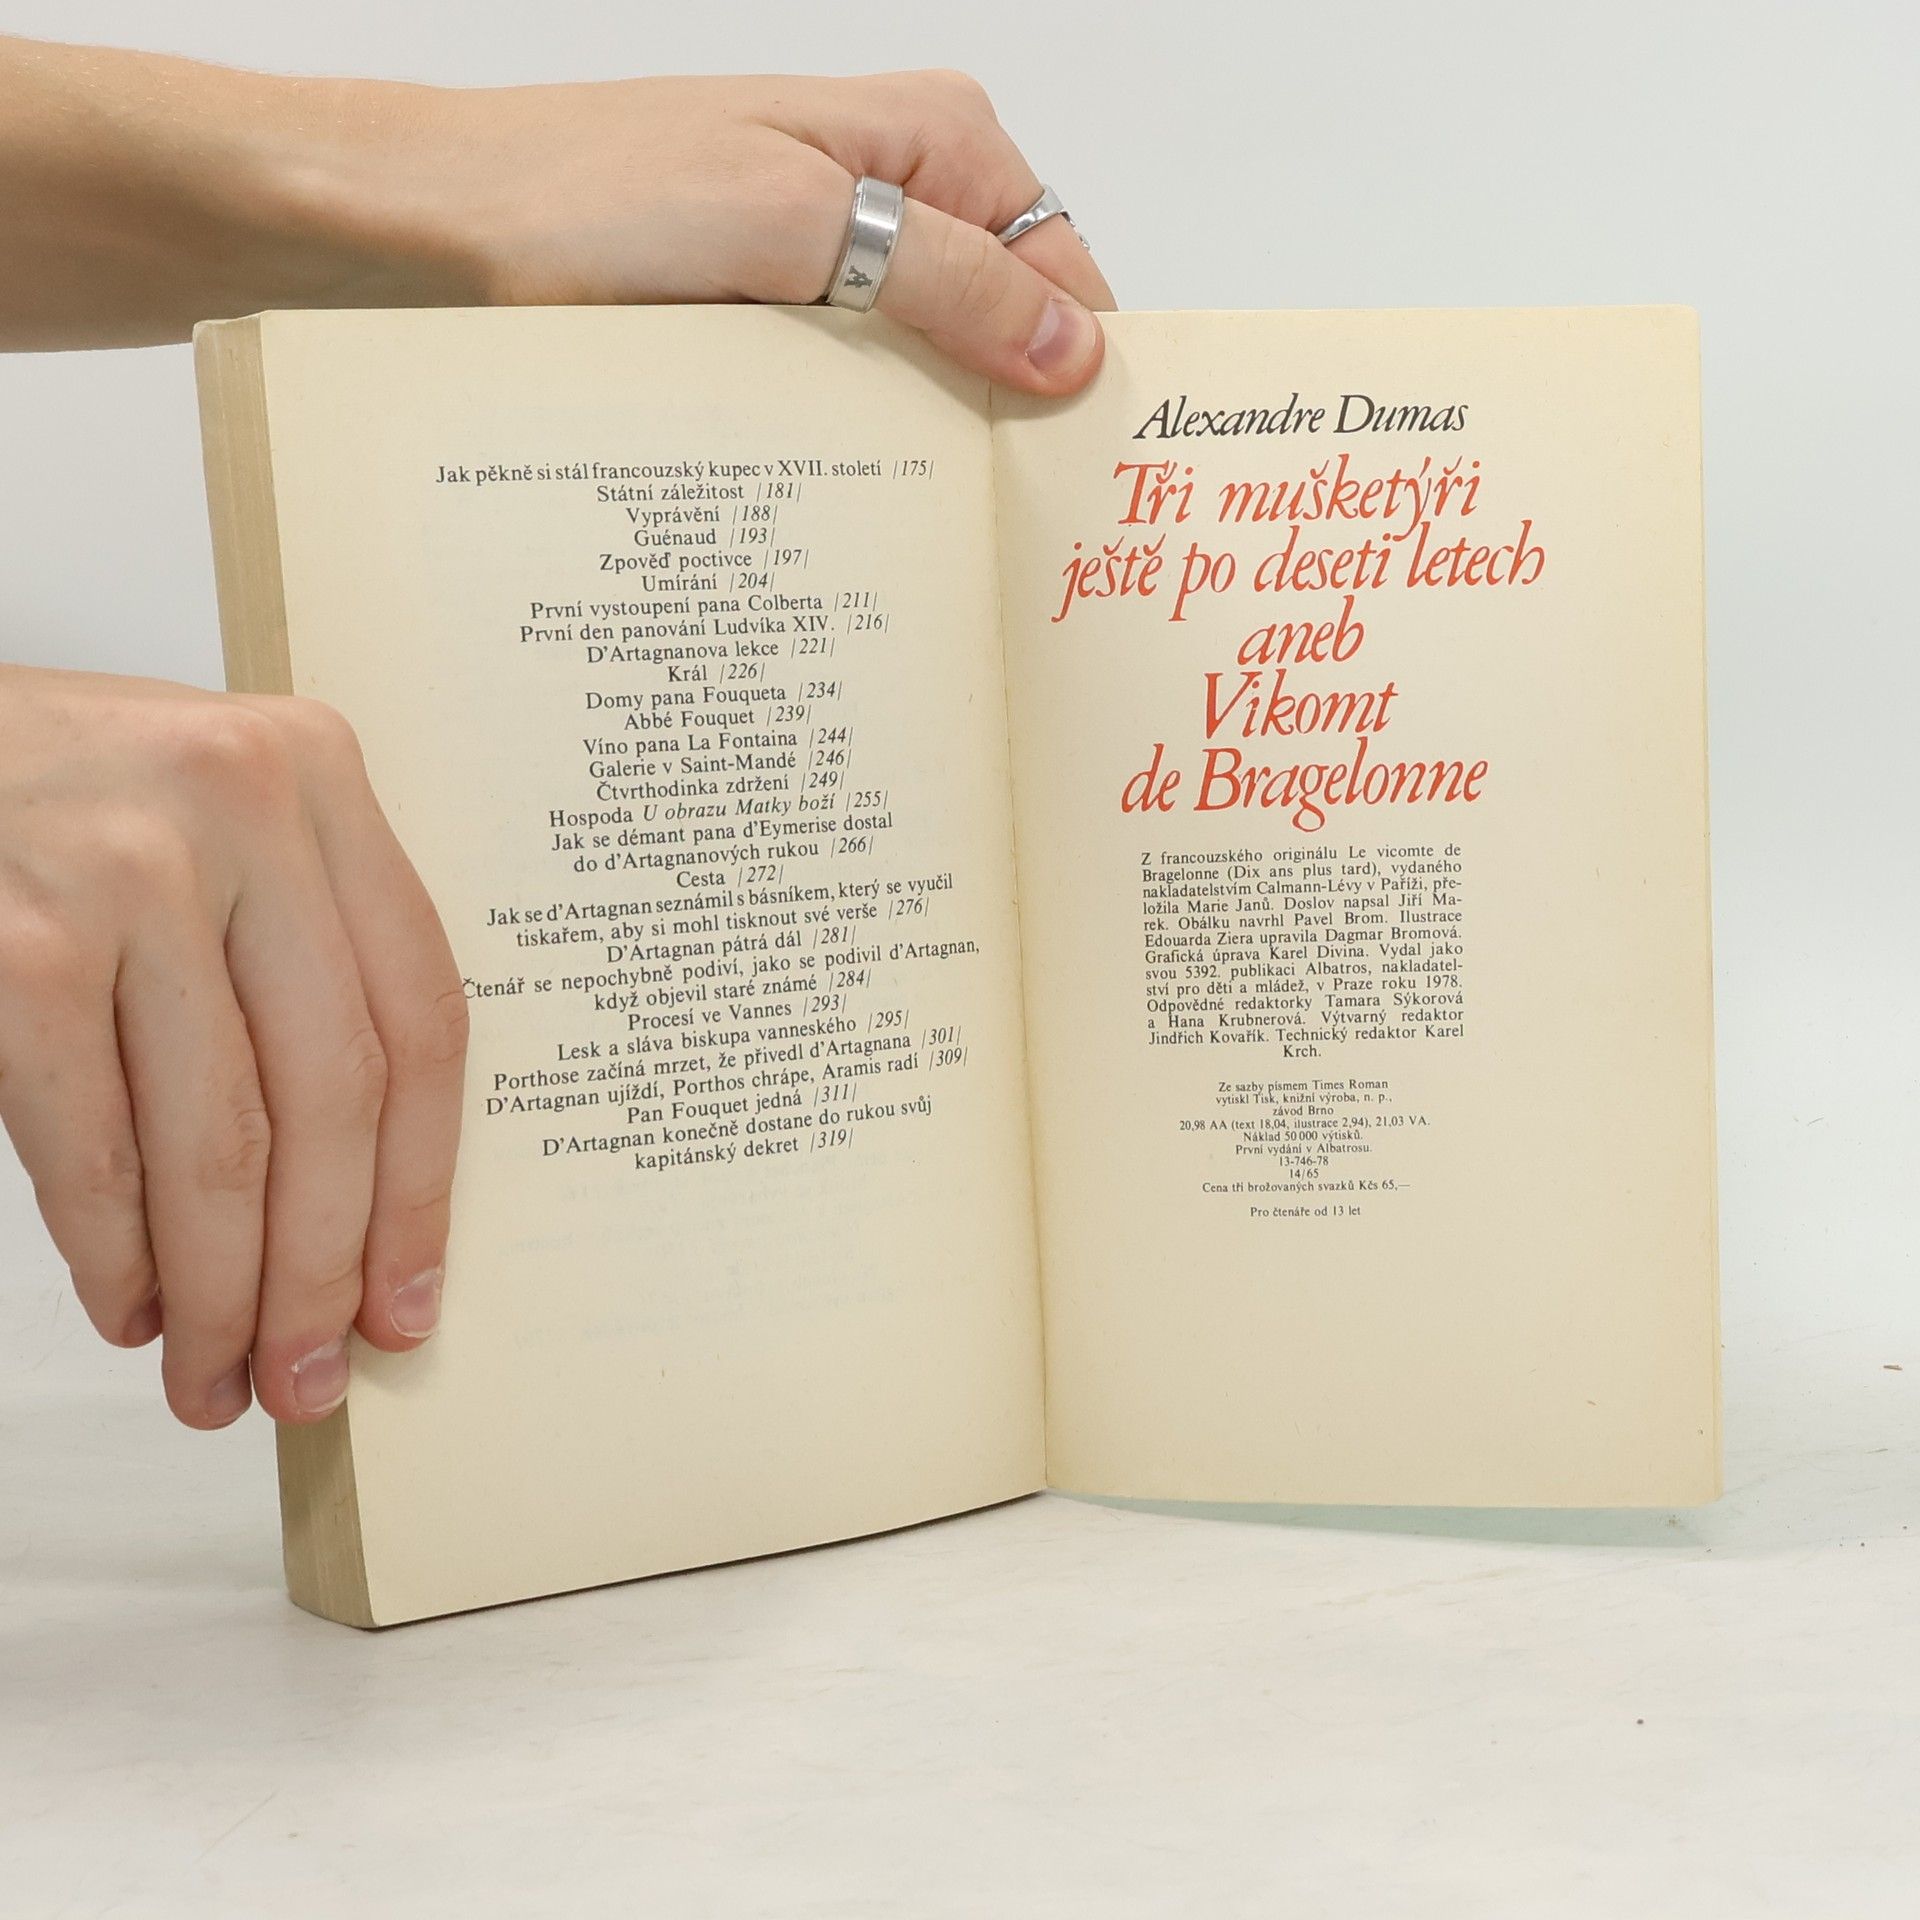 Jak pěkně si stál francouzský kupec v XVII. století |175|
Státní záležitost |181|
Vyprávění |188|
Guénaud |193|
Zpověď poctivce |197|
Umírání |204|
První vystoupení pana Colberta |211|
První den panování Ludvíka XIV. |216|
D'Artagnanova lekce |221|
Král |226|
Domy pana Fouqueta |234|
Abbé Fouquet |239|
Víno pana La Fontaina |244|
Galerie v Saint-Mandé |246|
Čtvrthodinka zdržení |249|
Hospoda U obrazu Matky boží |255|
Jak se démant pana d'Eymerise dostal
do d'Artagnanových rukou |266|
Cesta |272|
Jak se d'Artagnan seznámil s básníkem, který se vyučil
tiskařem, aby si mohl tisknout své verše |276|
D'Artagnan pátrá dál |281|
Čtenář se nepochybně podiví, jako se podivil d'Artagnan,
když objevil staré známé |284|
Procesí ve Vannes |293|
Lesk a sláva biskupa vanneského |295|
Porthose začíná mrzet, že přivedl d'Artagnana |301|
D'Artagnan ujíždí, Porthos chrápe, Aramis radí |309|
Pan Fouquet jedná |311|
D'Artagnan konečně dostane do rukou svůj
kapitánský dekret |319|
Alexandre Dumas
Tři mušketýři
ještě po deseti letech
aneb
Vikomt
de Bragelonne
Z francouzského originálu Le vicomte de
Bragelonne (Dix ans plus tard), vydaného
nakladatelstvím Calmann-Lévy v Paříži, pře-
ložila Marie Janů. Doslov napsal Jiří Ma-
rek. Obálku navrhl Pavel Brom. Ilustrace
Edouarda Ziera upravila Dagmar Bromová.
Grafická úprava Karel Divina. Vydal jako
svou 5392. publikaci Albatros, nakladatel-
ství pro děti a mládež, v Praze roku 1978.
Odpovědné redaktorky Tamara Sýkorová
a Hana Krubnerová. Výtvarný redaktor
Jindřich Kovařík. Technický redaktor Karel
Krch.
Ze sazby písmem Times Roman
vytiskl Tisk, knižní výroba, n. p.,
závod Brno
20,98 AA (text 18,04, ilustrace 2,94), 21,03 VA.
Náklad 50 000 výtisků.
První vydání v Albatrosu.
13-746-78
14/65
Cena tří brožovaných svazků Kčs 65,—
Pro čtenáře od 13 let